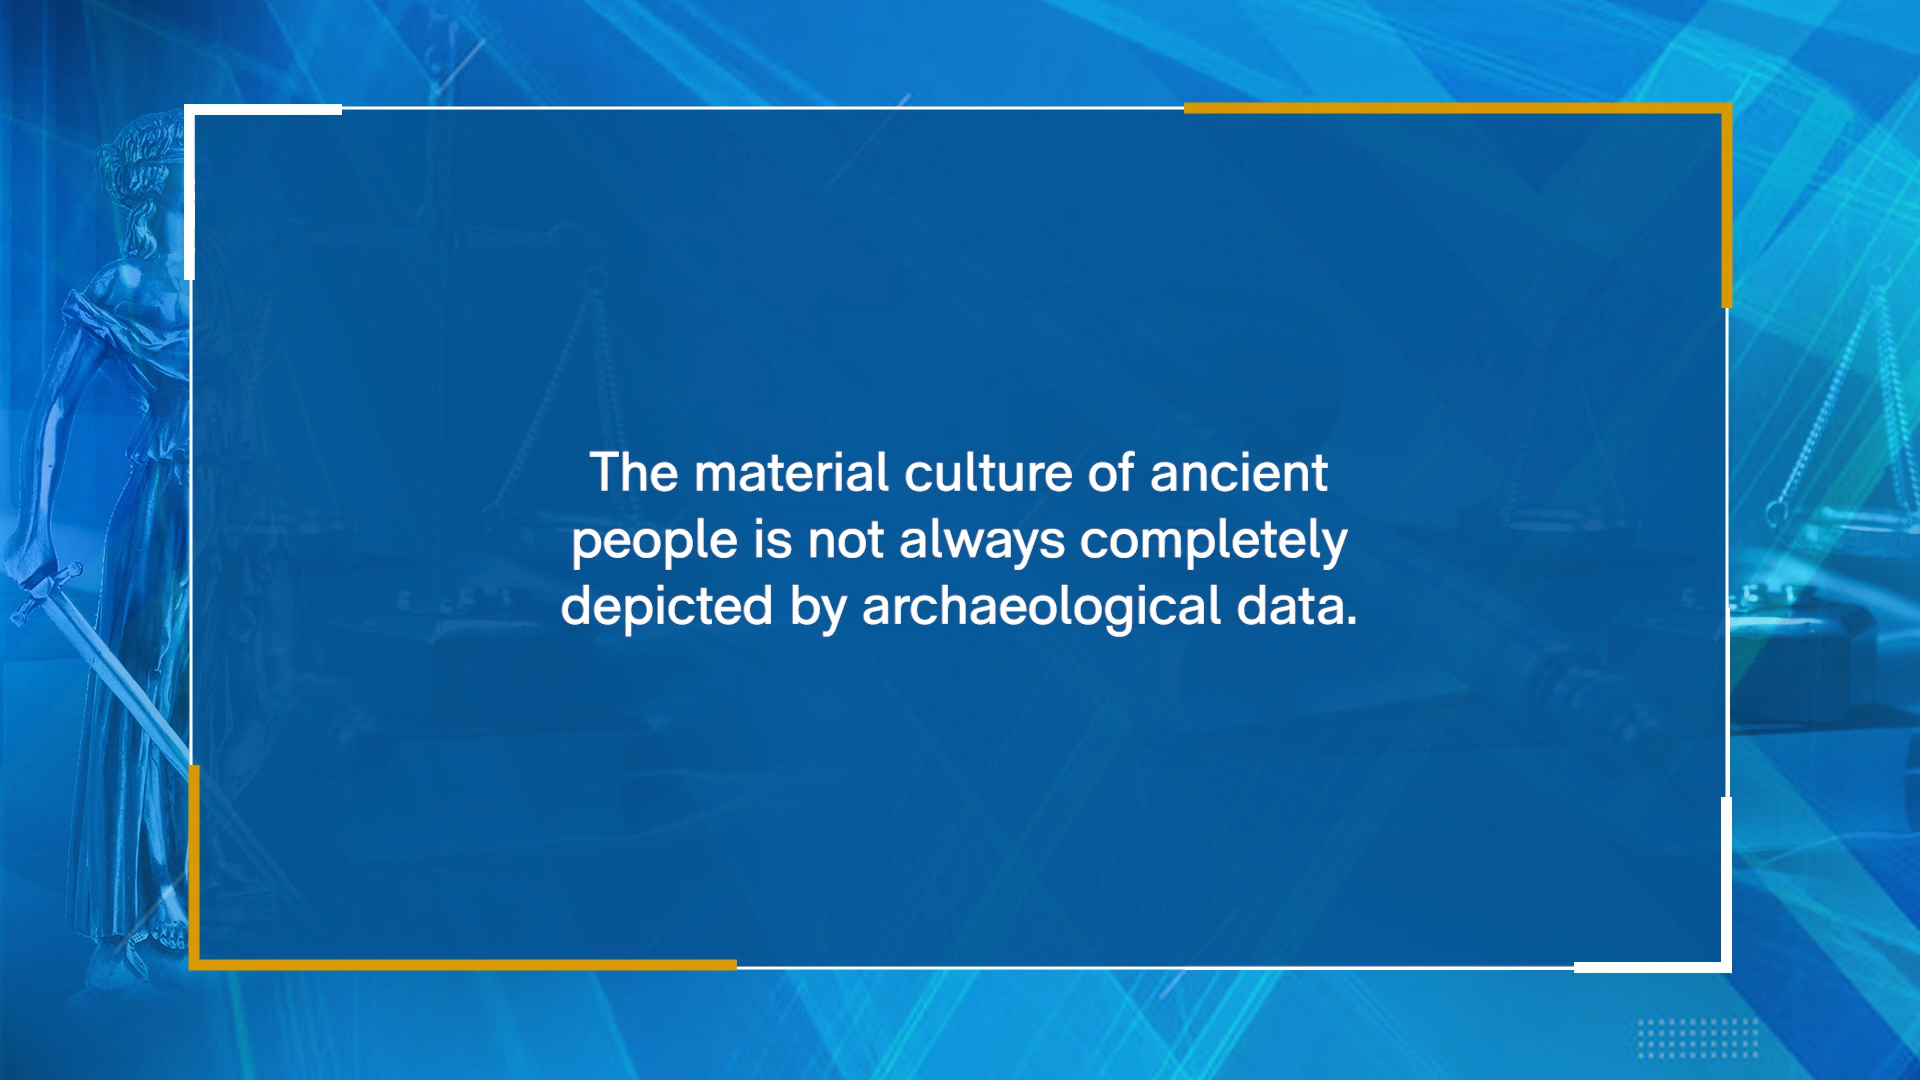 The material culture of ancient
people is not always completely
depicted by archaeological data.